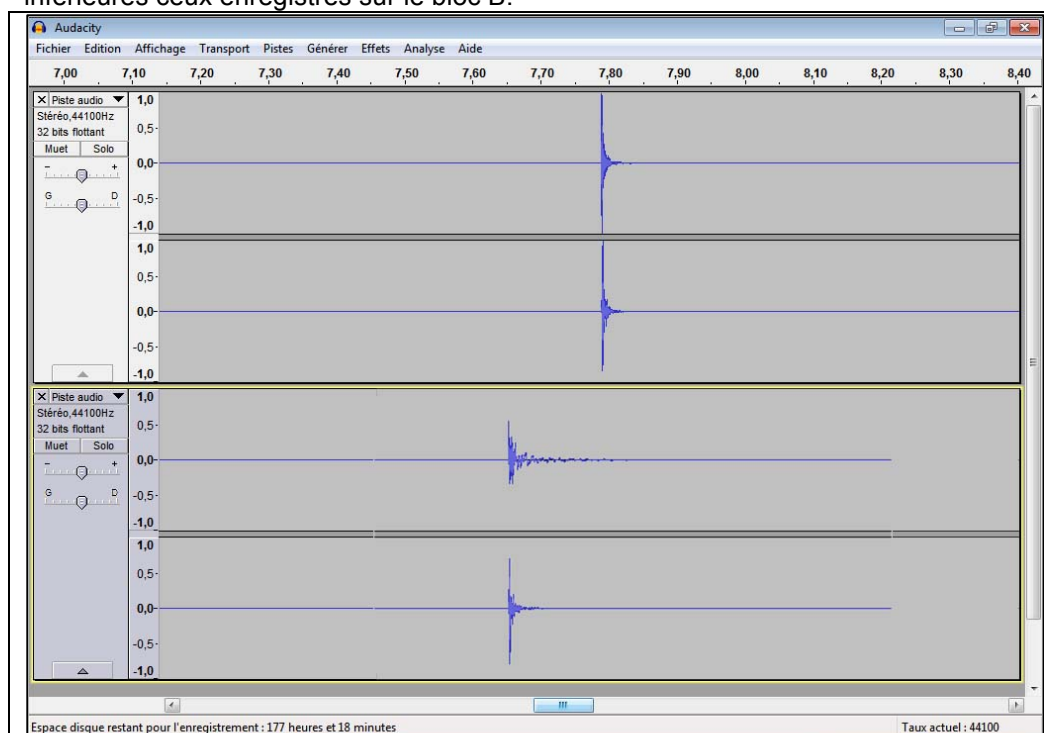 inférieures ceux enregistrés sur le bloc B.
Audacity
Fichier Edition Affichage Transport Pistes Générer Effets Analyse Aide
7,00 7,10 7,20 7,30 7,40 7,50 7,60 7,70 7,80 7,90 8,00 8,10 8,20 8,30 8,40
X Piste audio ▼ 1,0
Stéréo,44100Hz
32 bits flottant 0,5-
Muet Solo
- + 0,0-
G D -0,5-
-1,0
1,0
0,5-
0,0-
-0,5-
-1,0
X Piste audio ▼ 1,0
Stéréo,44100Hz
32 bits flottant 0,5-
Muet Solo
- + 0,0-
G D -0,5-
-1,0
1,0
0,5-
0,0-
-0,5-
-1,0
Espace disque restant pour l'enregistrement : 177 heures et 18 minutes Taux actuel : 44100